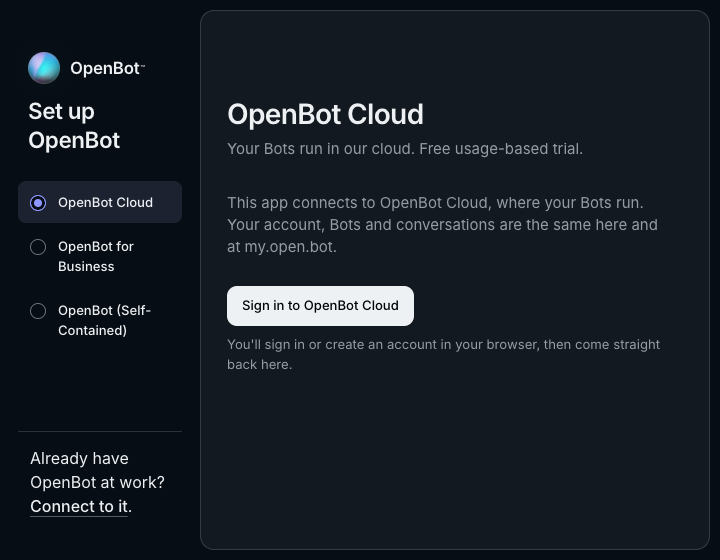 OpenBot™
Set up
OpenBot
OpenBot Cloud
OpenBot for
Business
OpenBot (Self-
Contained)
Already have
OpenBot at work?
Connect to it.
OpenBot Cloud
Your Bots run in our cloud. Free usage-based trial.
This app connects to OpenBot Cloud, where your Bots run.
Your account, Bots and conversations are the same here and
at my.open.bot.
Sign in to OpenBot Cloud
You'll sign in or create an account in your browser, then come straight
back here.